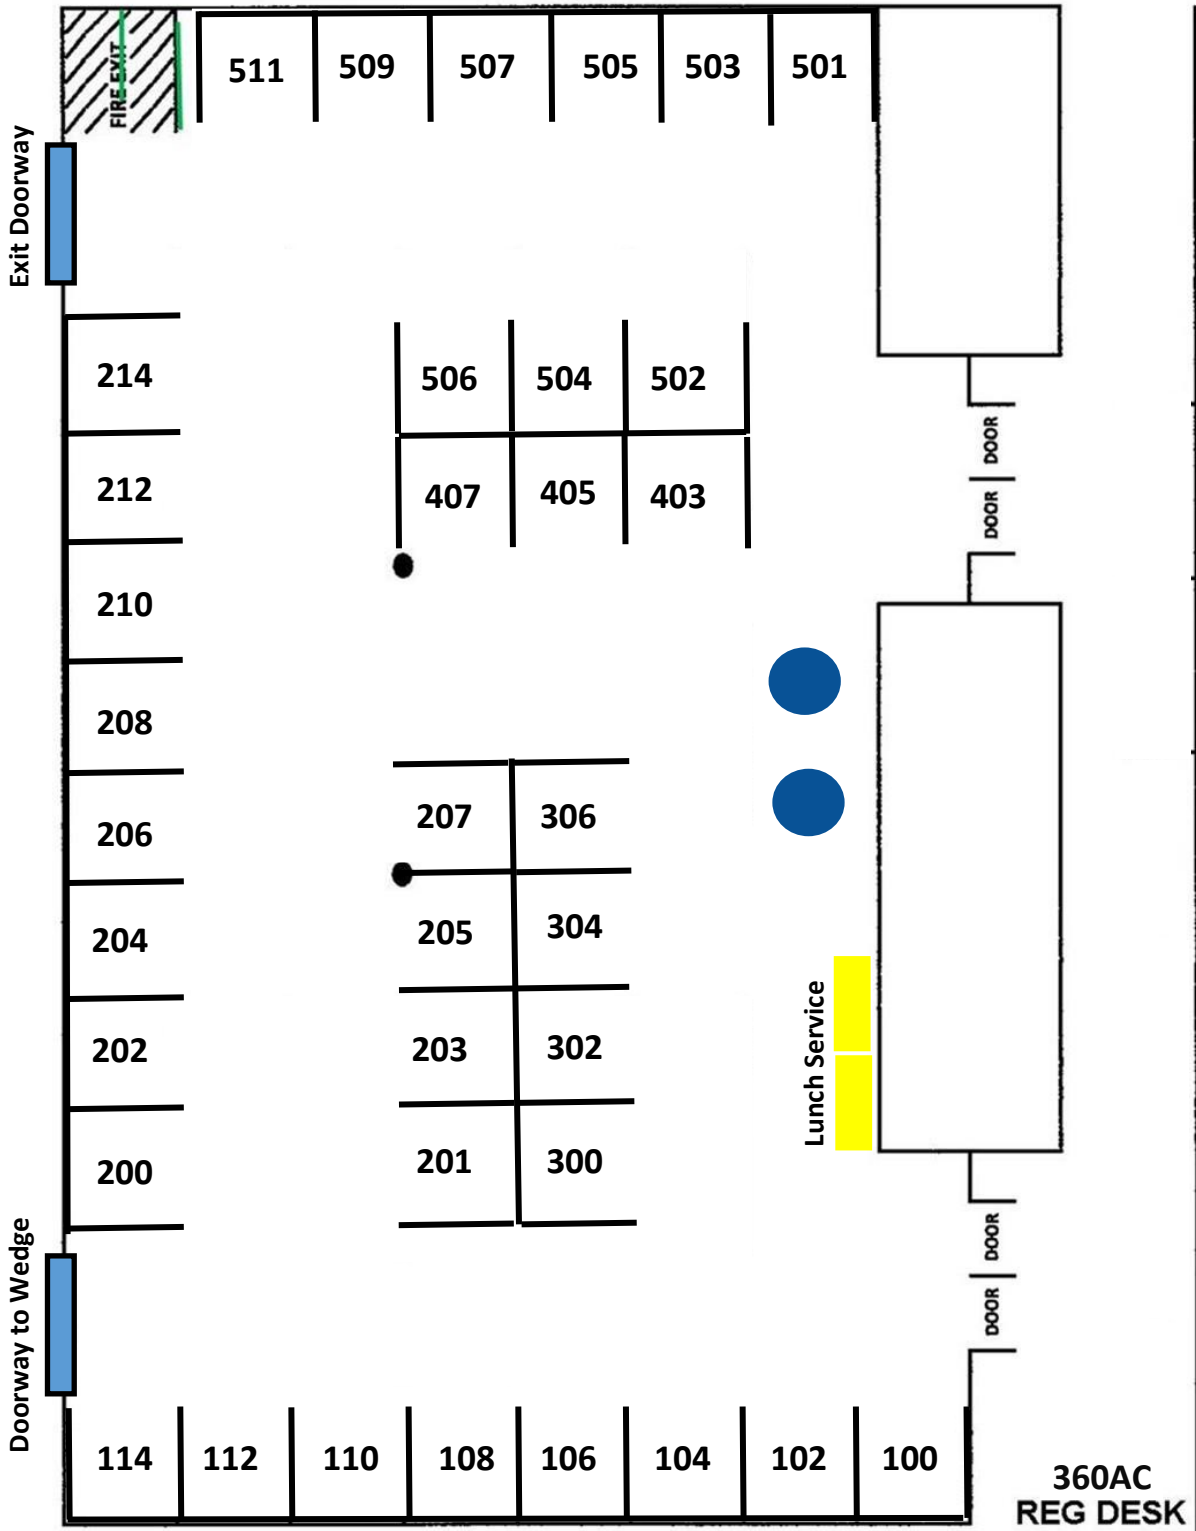 511 509 507 505 503 501
FIRE EXIT
Exit Doorway
214
212
210
208
206
204
202
200
506 504 502
407 405 403
DOOR
DOOR
207 306
205 304
203 302
201 300
Lunch Service
DOOR
DOOR
Doorway to Wedge
114 112 110 108 106 104 102 100
360AC
REG DESK